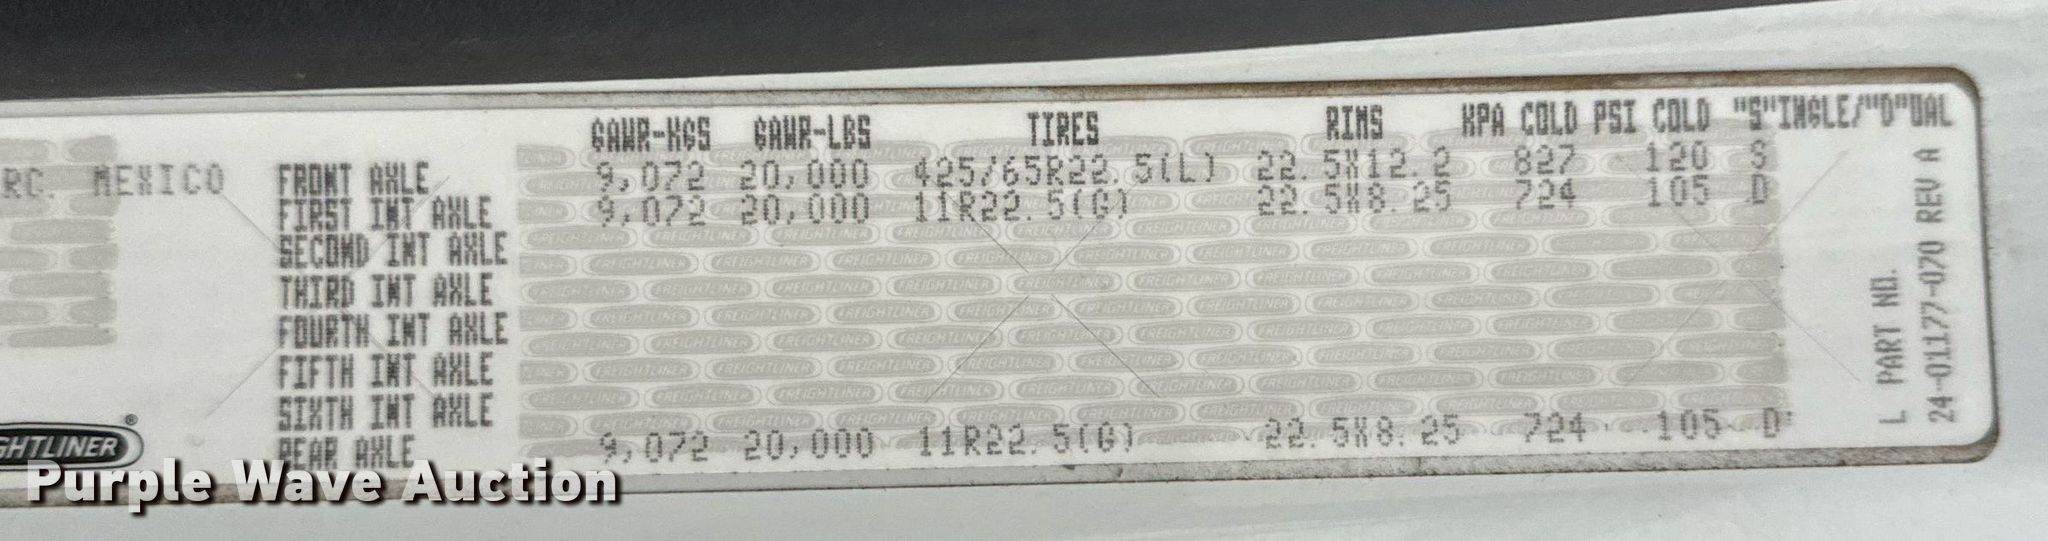 GAWR-KGS GAWR-LBS TIRES RIMS KPA COLD PSI COLD "S"INGLE/"D"UAL
RC. MEXICO
FRONT AXLE 9,072 20,000 425/65R22.5(L) 22.5X12.2 827 120 S
FIRST INT AXLE 9,072 20,000 11R22.5(G) 22.5X8.25 724 105 D
SECOND INT AXLE
THIRD INT AXLE
FOURTH INT AXLE
FIFTH INT AXLE
SIXTH INT AXLE
REAR AXLE 9,072 20,000 11R22.5(G) 22.5X8.25 724 105 D
L PART NO.
24-01177-070 REV A
GHTLINER®
Purple Wave Auction